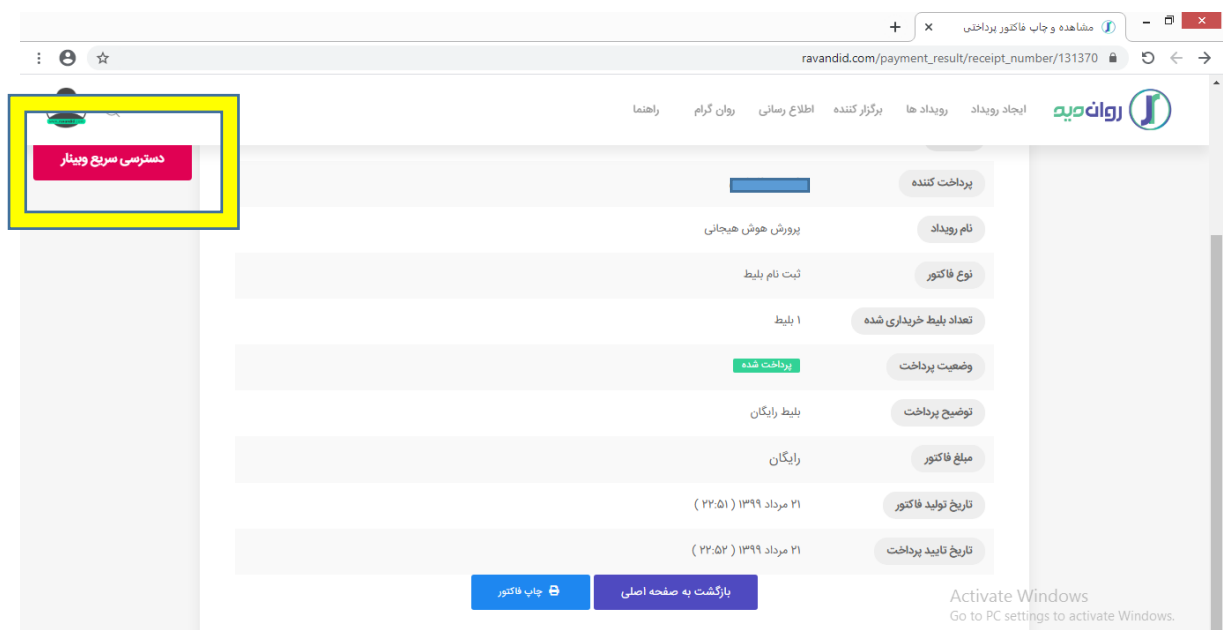 مشاهده و چاپ فاکتور پرداختی
ravandid.com/payment_result/receipt_number/131370
روان دید
ایجاد رویداد
رویداد ها
برگزار کننده
اطلاع رسانی
روان گرام
راهنما
دسترسی سریع وبینار
پرداخت کننده
نام رویداد پرورش هوش هیجانی
نوع فاکتور ثبت نام بلیط
تعداد بلیط خریداری شده ۱ بلیط
وضعیت پرداخت پرداخت شده
توضیح پرداخت بلیط رایگان
مبلغ فاکتور رایگان
تاریخ تولید فاکتور ۲۱ مرداد ۱۳۹۹ ( ۲۲:۵۱ )
تاریخ تایید پرداخت ۲۱ مرداد ۱۳۹۹ ( ۲۲:۵۲ )
بازگشت به صفحه اصلی
چاپ فاکتور
Activate Windows
Go to PC settings to activate Windows.